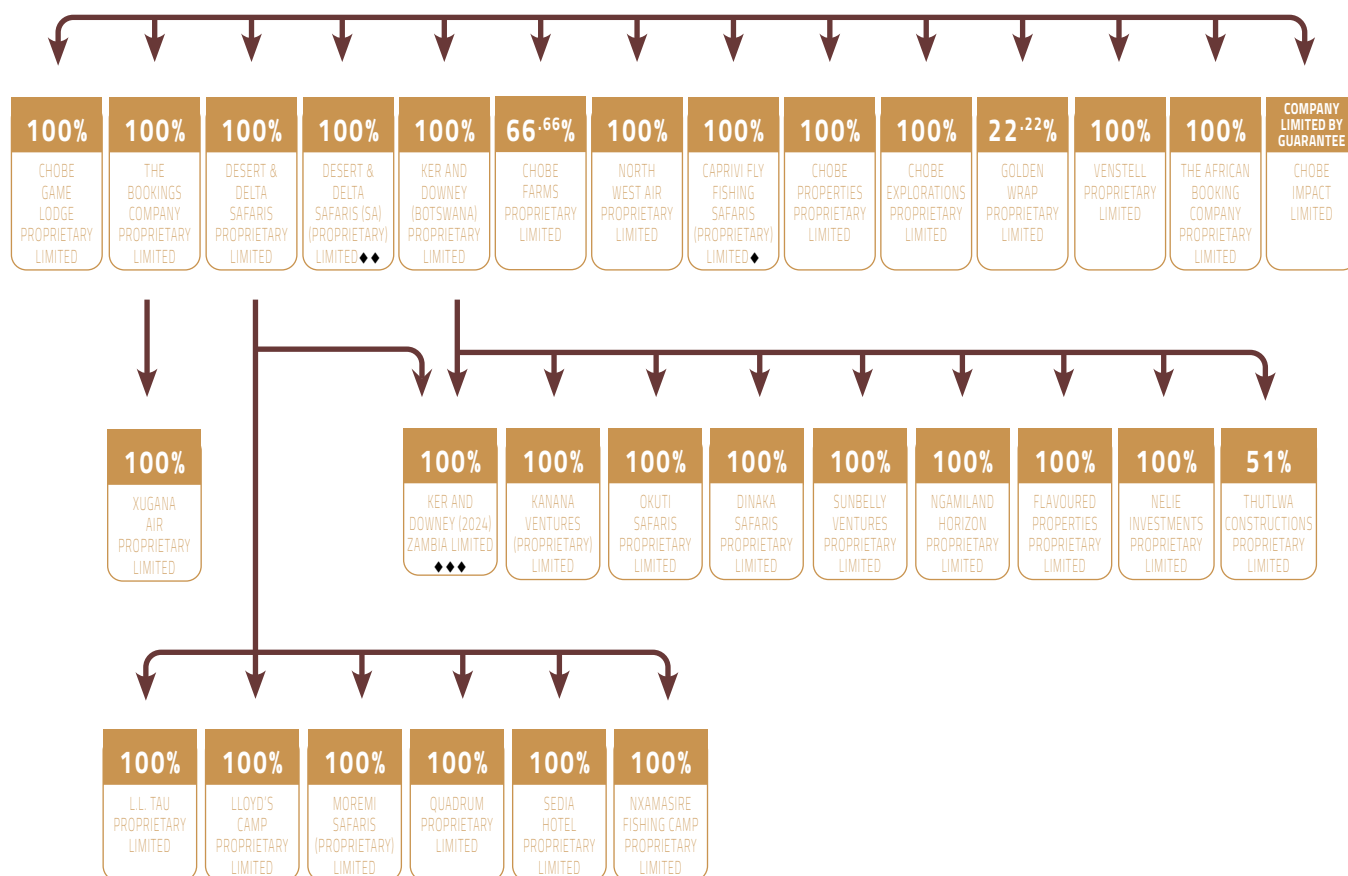 100%
CHOBE
GAME
LODGE
PROPRIETARY
LIMITED
100%
THE
BOOKINGS
COMPANY
PROPRIETARY
LIMITED
100%
DESERT &
DELTA
SAFARIS
PROPRIETARY
LIMITED
100%
DESERT &
DELTA
SAFARIS (SA)
(PROPRIETARY)
LIMITED♦♦
100%
KER AND
DOWNEY
(BOTSWANA)
PROPRIETARY
LIMITED
66.66%
CHOBE
FARMS
PROPRIETARY
LIMITED
100%
NORTH
WEST AIR
PROPRIETARY
LIMITED
100%
CAPRIVI FLY
FISHING
SAFARIS
(PROPRIETARY)
LIMITED♦
100%
CHOBE
PROPERTIES
PROPRIETARY
LIMITED
100%
CHOBE
EXPLORATIONS
PROPRIETARY
LIMITED
22.22%
GOLDEN
WRAP
PROPRIETARY
LIMITED
100%
VENSTELL
PROPRIETARY
LIMITED
100%
THE AFRICAN
BOOKING
COMPANY
PROPRIETARY
LIMITED
COMPANY
LIMITED BY
GUARANTEE
CHOBE
IMPACT
LIMITED
100%
XUGANA
AIR
PROPRIETARY
LIMITED
100%
KER AND
DOWNEY (2024)
ZAMBIA LIMITED
♦♦♦
100%
KANANA
VENTURES
(PROPRIETARY)
LIMITED
100%
OKUTI
SAFARIS
PROPRIETARY
LIMITED
100%
DINAKA
SAFARIS
PROPRIETARY
LIMITED
100%
SUNBELLY
VENTURES
PROPRIETARY
LIMITED
100%
NGAMILAND
HORIZON
PROPRIETARY
LIMITED
100%
FLAVOURED
PROPERTIES
PROPRIETARY
LIMITED
100%
NELIE
INVESTMENTS
PROPRIETARY
LIMITED
51%
THUTLWA
CONSTRUCTIONS
PROPRIETARY
LIMITED
100%
L.L. TAU
PROPRIETARY
LIMITED
100%
LLOYD'S
CAMP
PROPRIETARY
LIMITED
100%
MOREMI
SAFARIS
(PROPRIETARY)
LIMITED
100%
QUADRUM
PROPRIETARY
LIMITED
100%
SEDIA
HOTEL
PROPRIETARY
LIMITED
100%
NXAMASIRE
FISHING CAMP
PROPRIETARY
LIMITED